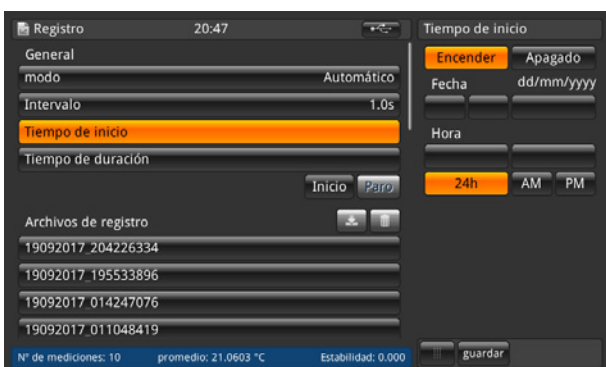 Registro 20:47
General
modo Automático
Intervalo 1.0s
Tiempo de inicio
Tiempo de duración
Inicio Paro
Archivos de registro
19092017_204226334
19092017_195533896
19092017_014247076
19092017_011048419
Nº de mediciones: 10 promedio: 21.0603 °C Estabilidad: 0.000
Tiempo de inicio
Encender Apagado
Fecha dd/mm/yyyy
Hora
24h AM PM
guardar